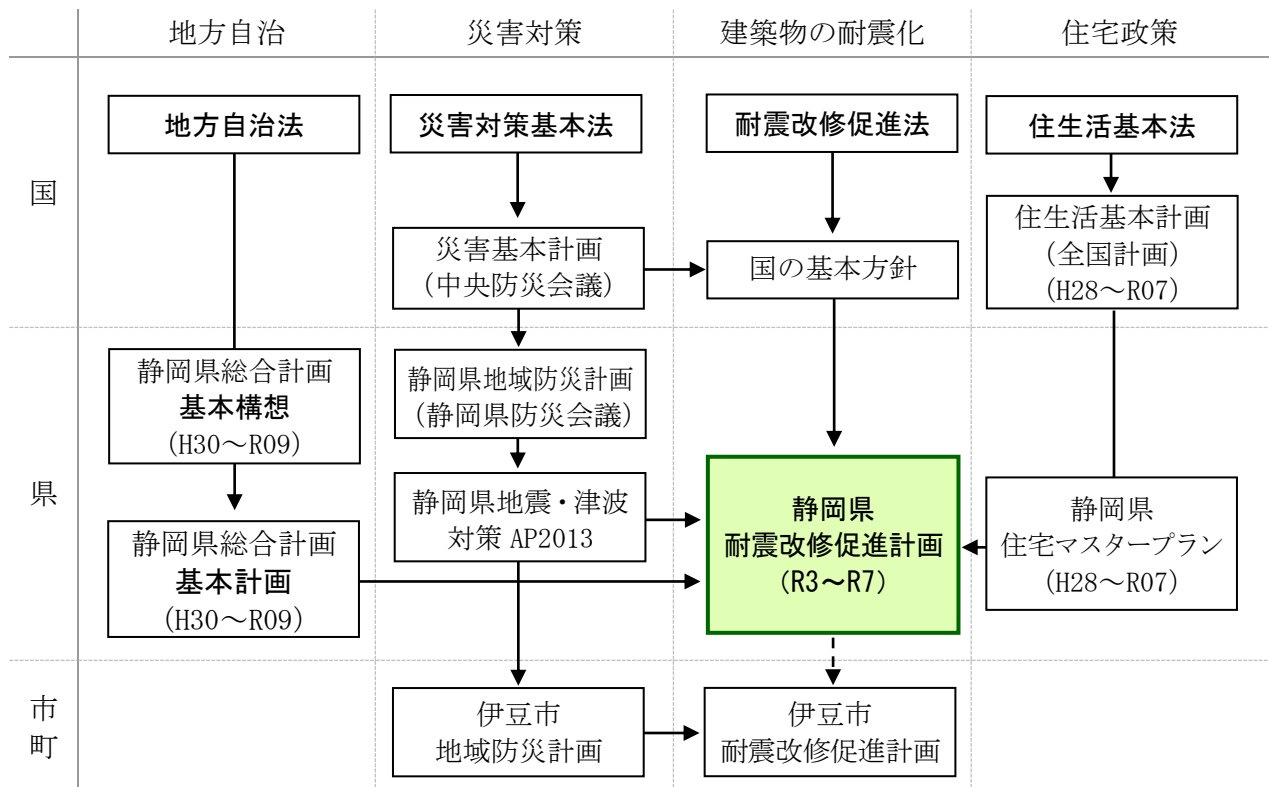 地方自治
災害対策
建築物の耐震化
住宅政策
国
地方自治法
災害対策基本法
耐震改修促進法
住生活基本法
災害基本計画
(中央防災会議)
国の基本方針
住生活基本計画
(全国計画)
(H28～R07)
県
静岡県総合計画
基本構想
(H30～R09)
静岡県地域防災計画
(静岡県防災会議)
静岡県総合計画
基本計画
(H30～R09)
静岡県地震・津波
対策 AP2013
静岡県
耐震改修促進計画
(R3～R7)
静岡県
住宅マスタープラン
(H28～R07)
市
町
伊豆市
地域防災計画
伊豆市
耐震改修促進計画